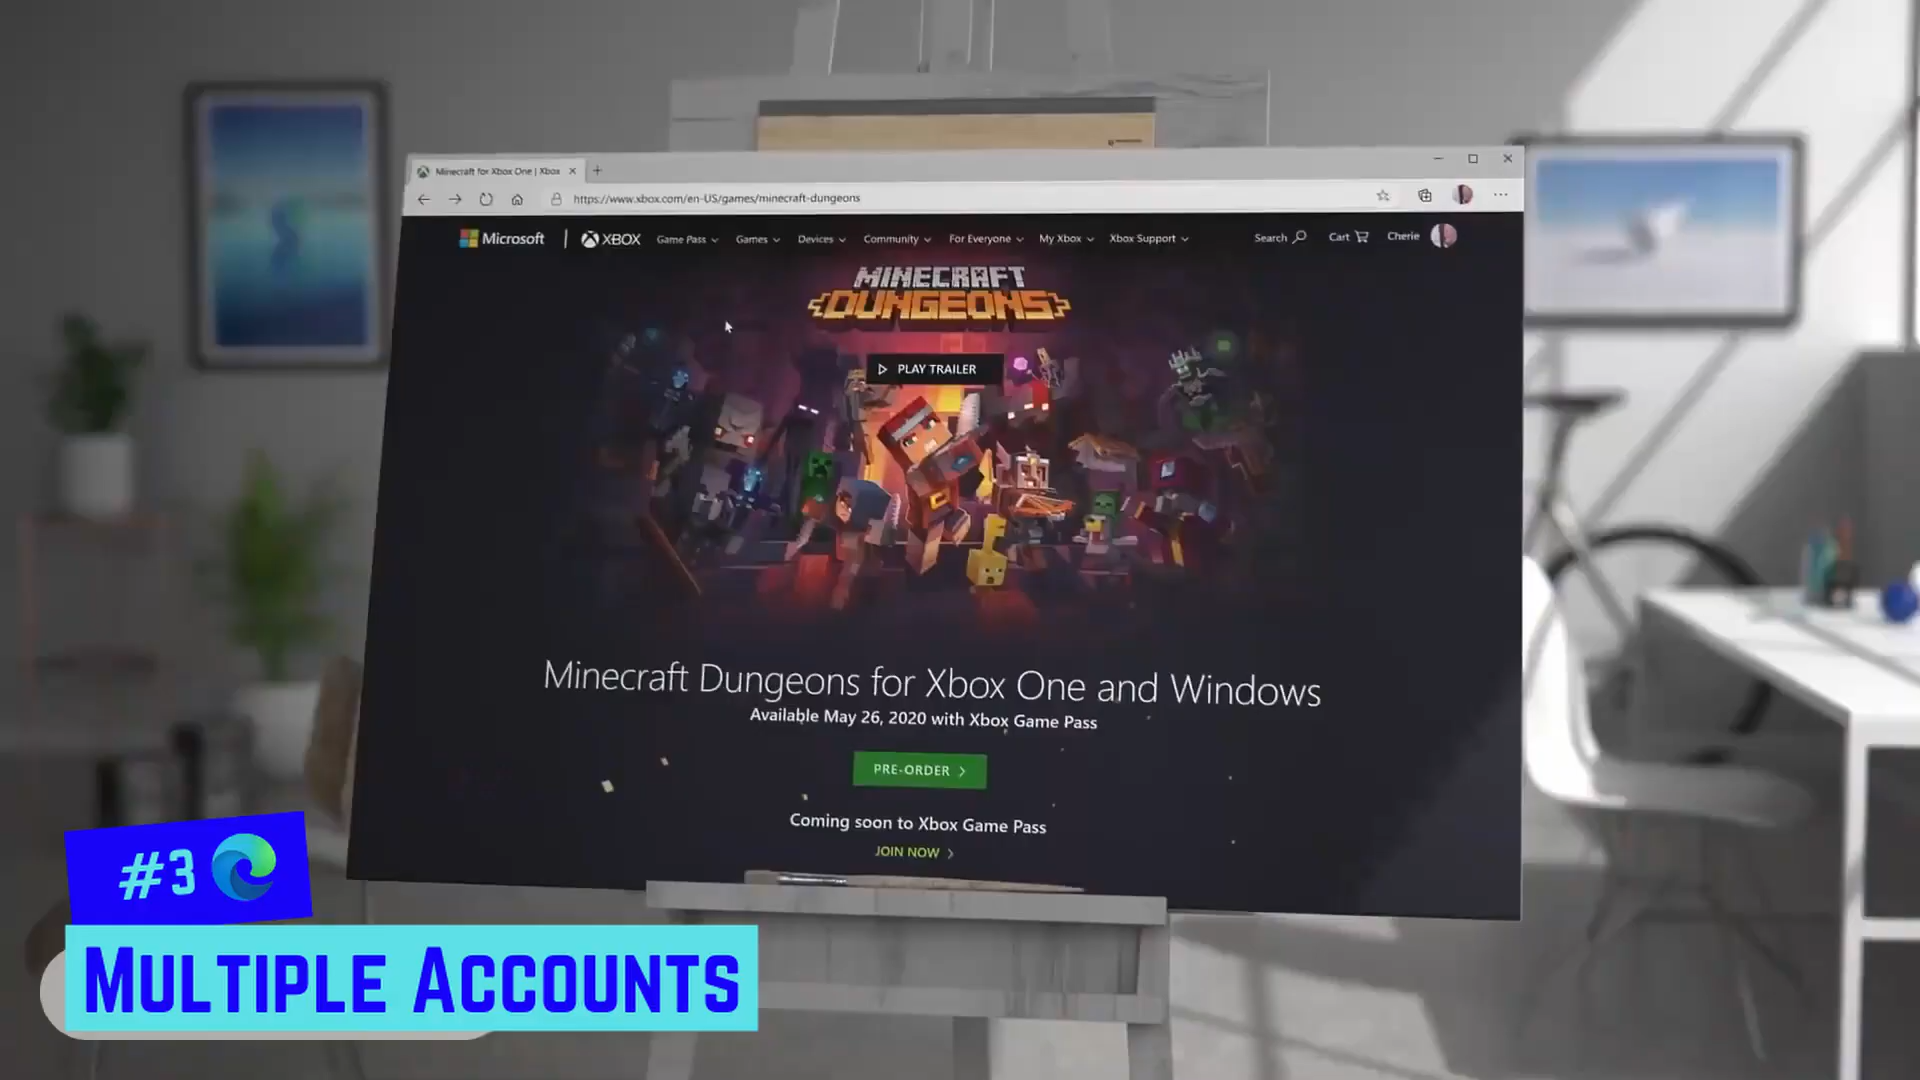 Minecraft for Xbox One | Xbox
https://www.xbox.com/en-US/games/minecraft-dungeons
Microsoft | XBOX Game Pass Games Devices Community For Everyone My Xbox Xbox Support Search Cart Cherie
MINECRAFT
DUNGEONS
PLAY TRAILER
Minecraft Dungeons for Xbox One and Windows
Available May 26, 2020 with Xbox Game Pass
PRE-ORDER
Coming soon to Xbox Game Pass
JOIN NOW
#3
MULTIPLE ACCOUNTS